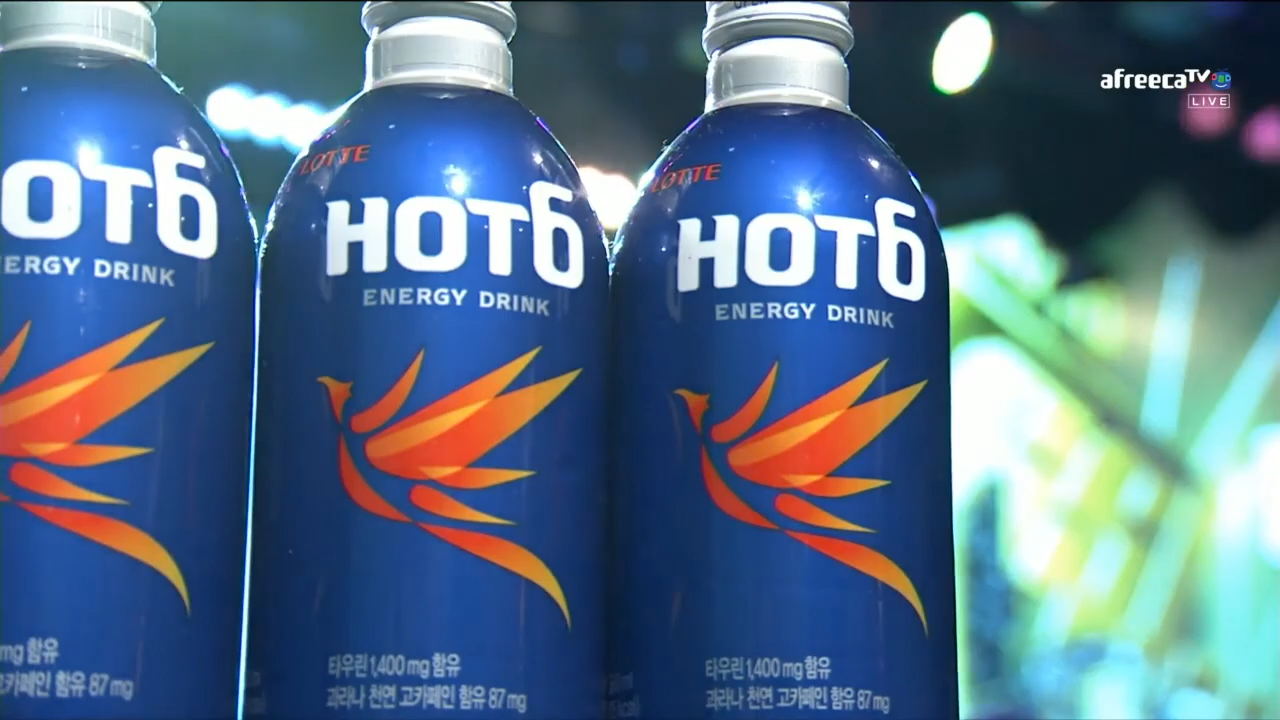 afreecaTV
LIVE
OT6
ERGY DRINK
mg 함유
고카페인 함유 87 mg
LOTTE
HOT6
ENERGY DRINK
타우린 1,400 mg 함유
과라나 천연 고카페인 함유 87 mg
LOTTE
HOT6
ENERGY DRINK
타우린 1,400 mg 함유
과라나 천연 고카페인 함유 87 mg